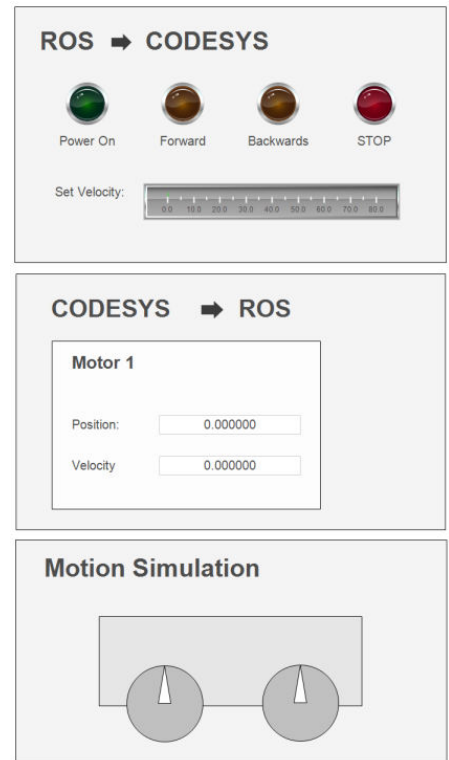 ROS ➡ CODESYS
Power On Forward Backwards STOP
Set Velocity:
0.0 10.0 20.0 30.0 40.0 50.0 60.0 70.0 80.0
CODESYS ➡ ROS
Motor 1
Position: 0.000000
Velocity 0.000000
Motion Simulation